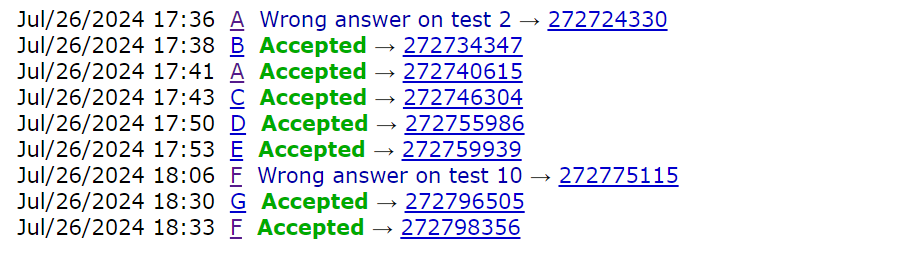 Jul/26/2024 17:36 A Wrong answer on test 2 → 272724330
Jul/26/2024 17:38 B Accepted → 272734347
Jul/26/2024 17:41 A Accepted → 272740615
Jul/26/2024 17:43 C Accepted → 272746304
Jul/26/2024 17:50 D Accepted → 272755986
Jul/26/2024 17:53 E Accepted → 272759939
Jul/26/2024 18:06 F Wrong answer on test 10 → 272775115
Jul/26/2024 18:30 G Accepted → 272796505
Jul/26/2024 18:33 F Accepted → 272798356